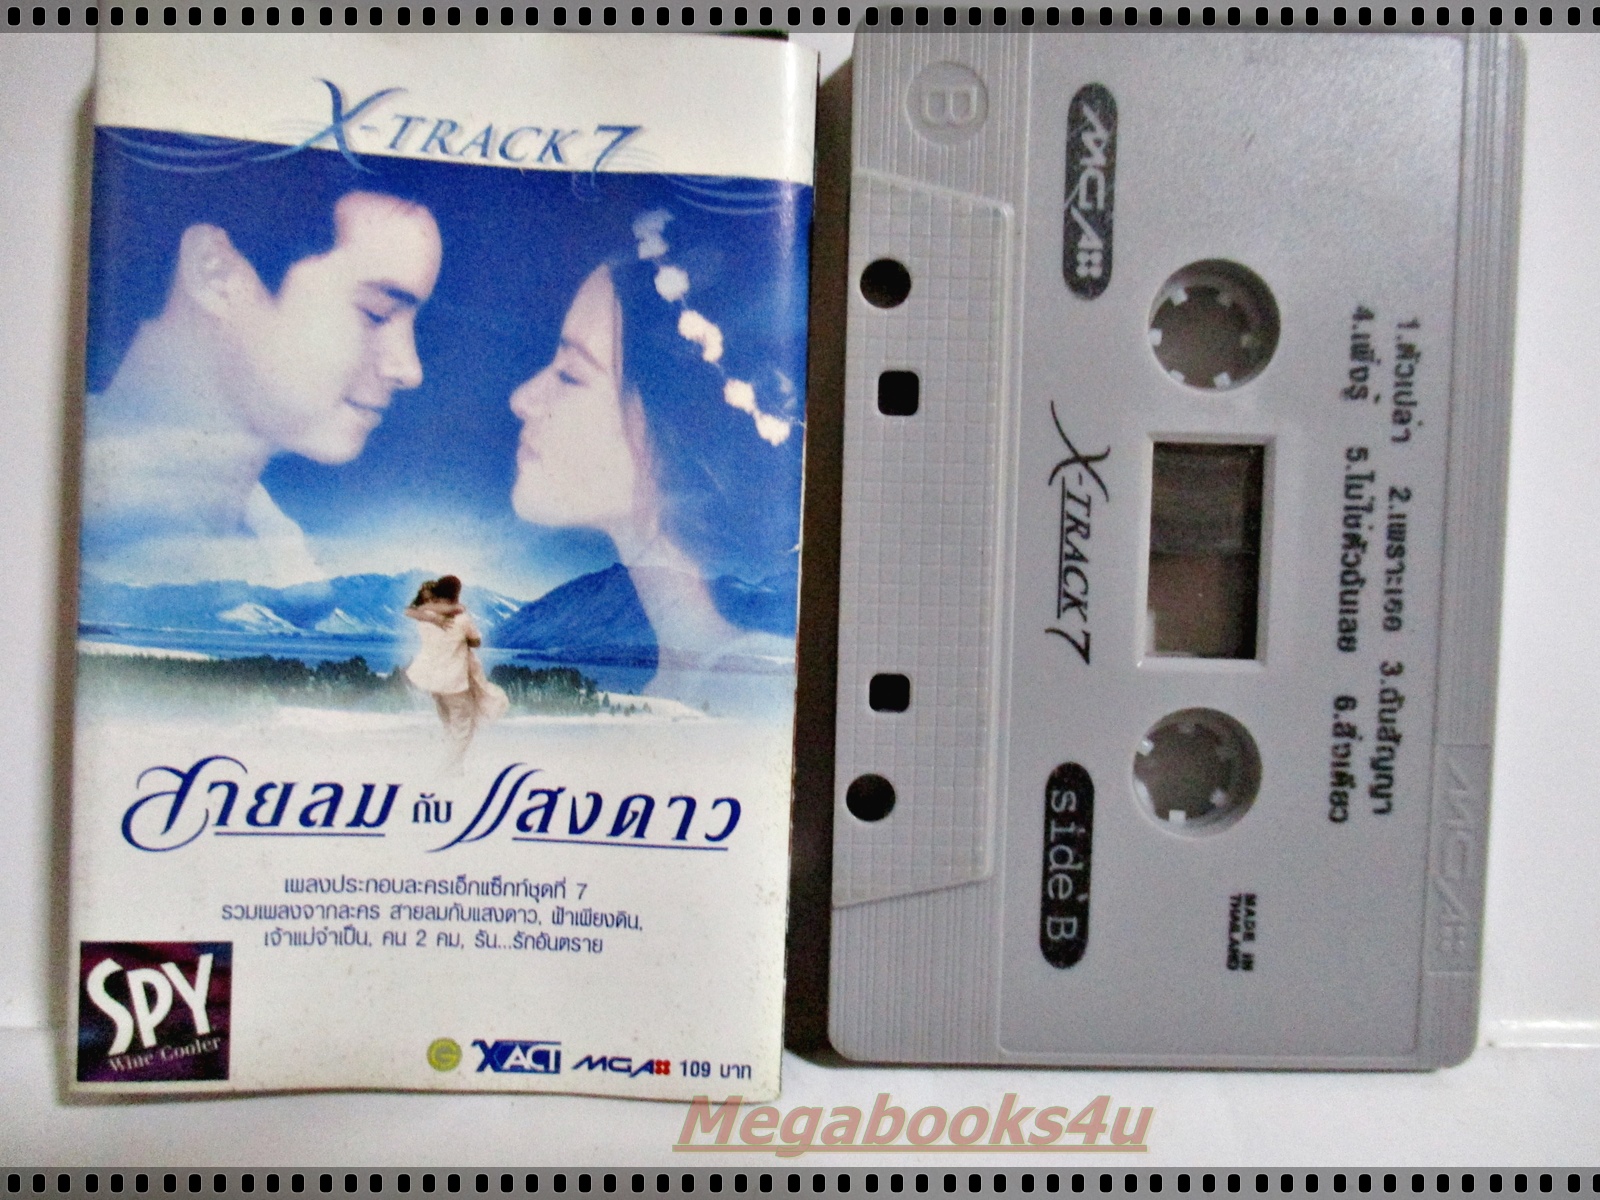 X-TRACK 7
สายลม กับ แสงดาว
เพลงประกอบละครเอ็กแซ็กท์ชุดที่ 7
รวมเพลงจากละคร สายลมกับแสงดาว, ฟ้าเพียงดิน,
เจ้าแม่จำเป็น, คน 2 คม, รัน...รักอันตราย
SPY
Wine Cooler
G XACT MGA 109 บาท
B
MGA
X-TRACK 7
side B
1.ตัวเปล่า 2.เพราะเธอ 3.ฉันสัญญา
4.เพิ่งรู้ 5.ไม่ใช่ตัวฉันเลย 6.สิ่งเดียว
MADE IN
THAILAND
MGA
Megabooks4u